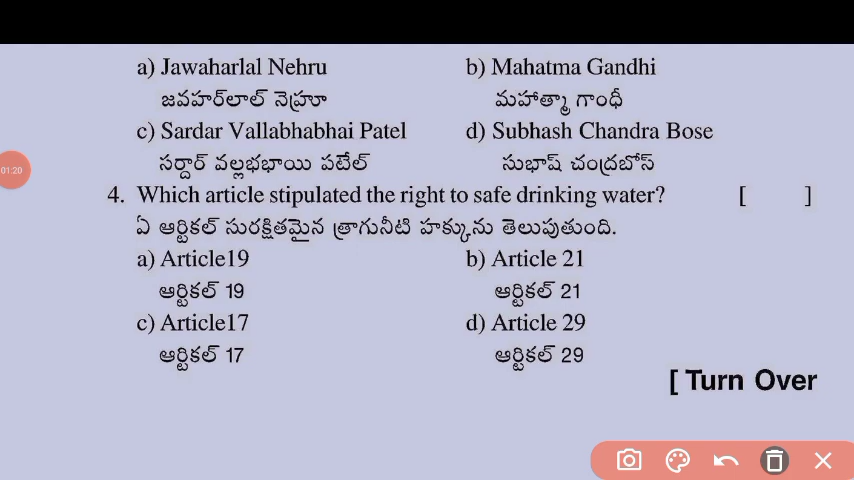 a) Jawaharlal Nehru b) Mahatma Gandhi
జవహర్‌లాల్ నెహ్రూ మహాత్మా గాంధీ
c) Sardar Vallabhabhai Patel d) Subhash Chandra Bose
సర్దార్ వల్లభభాయి పటేల్ సుభాష్ చంద్రబోస్
01:20
4. Which article stipulated the right to safe drinking water? [ ]
ఏ ఆర్టికల్ సురక్షితమైన త్రాగునీటి హక్కును తెలుపుతుంది.
a) Article19 b) Article 21
ఆర్టికల్ 19 ఆర్టికల్ 21
c) Article17 d) Article 29
ఆర్టికల్ 17 ఆర్టికల్ 29
[ Turn Over